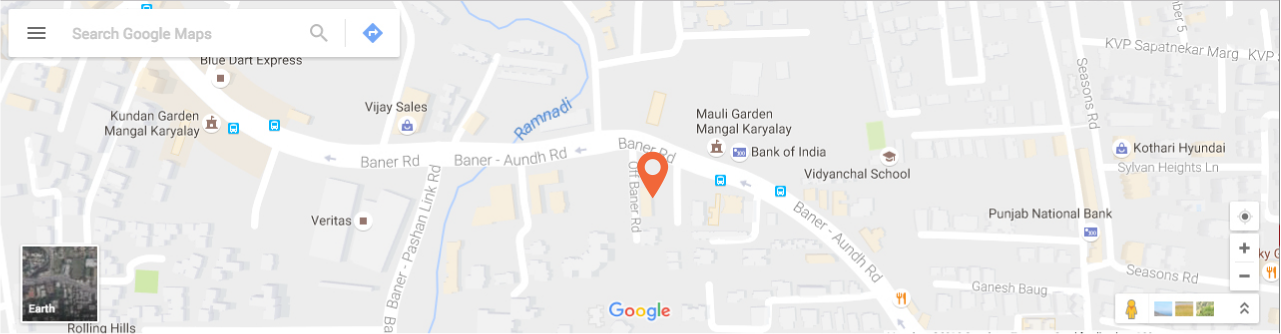 Search Google Maps
Blue Dart Express
Kundan Garden
Mangal Karyalay
Vijay Sales
Ramnadi
Baner Rd
Baner - Aundh Rd
Baner Rd
Off Baner Rd
Mauli Garden
Mangal Karyalay
Bank of India
Vidyanchal School
KVP Sapatnekar Marg
KVP
Seasons Rd
Kothari Hyundai
Sylvan Heights Ln
Veritas
Baner - Pashan Link Rd
Baner - Aundh Rd
Punjab National Bank
Seasons Rd
Ganesh Baug
Earth
Rolling Hills
Google